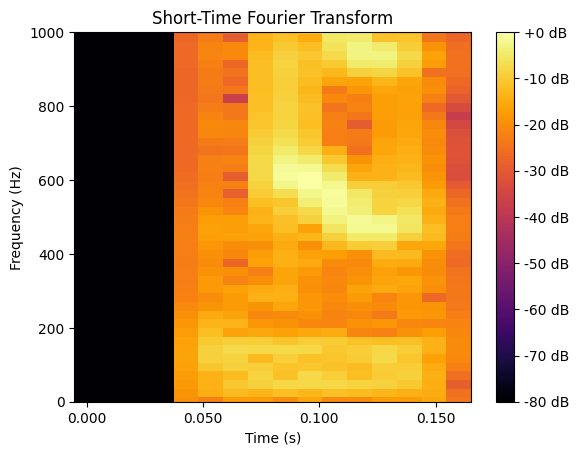 Short-Time Fourier Transform
1000
800
600
400
200
0
Frequency (Hz)
0.000
0.050
0.100
0.150
Time (s)
+0 dB
-10 dB
-20 dB
-30 dB
-40 dB
-50 dB
-60 dB
-70 dB
-80 dB